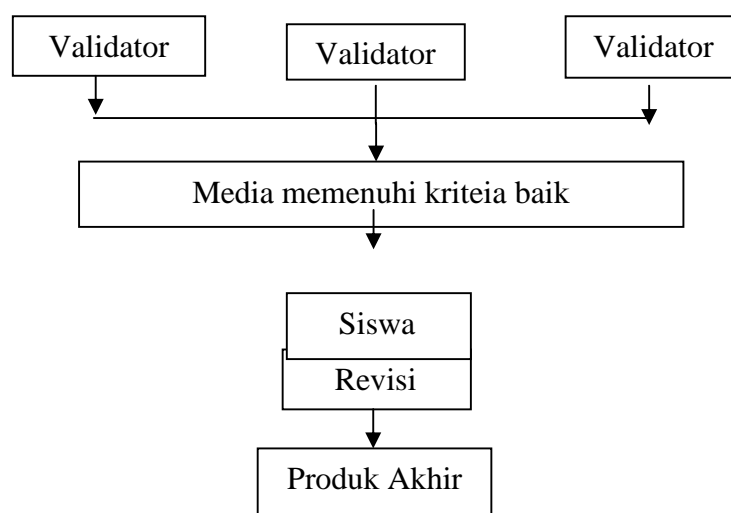 Validator
Validator
Validator
Media memenuhi kriteia baik
Siswa
Revisi
Produk Akhir